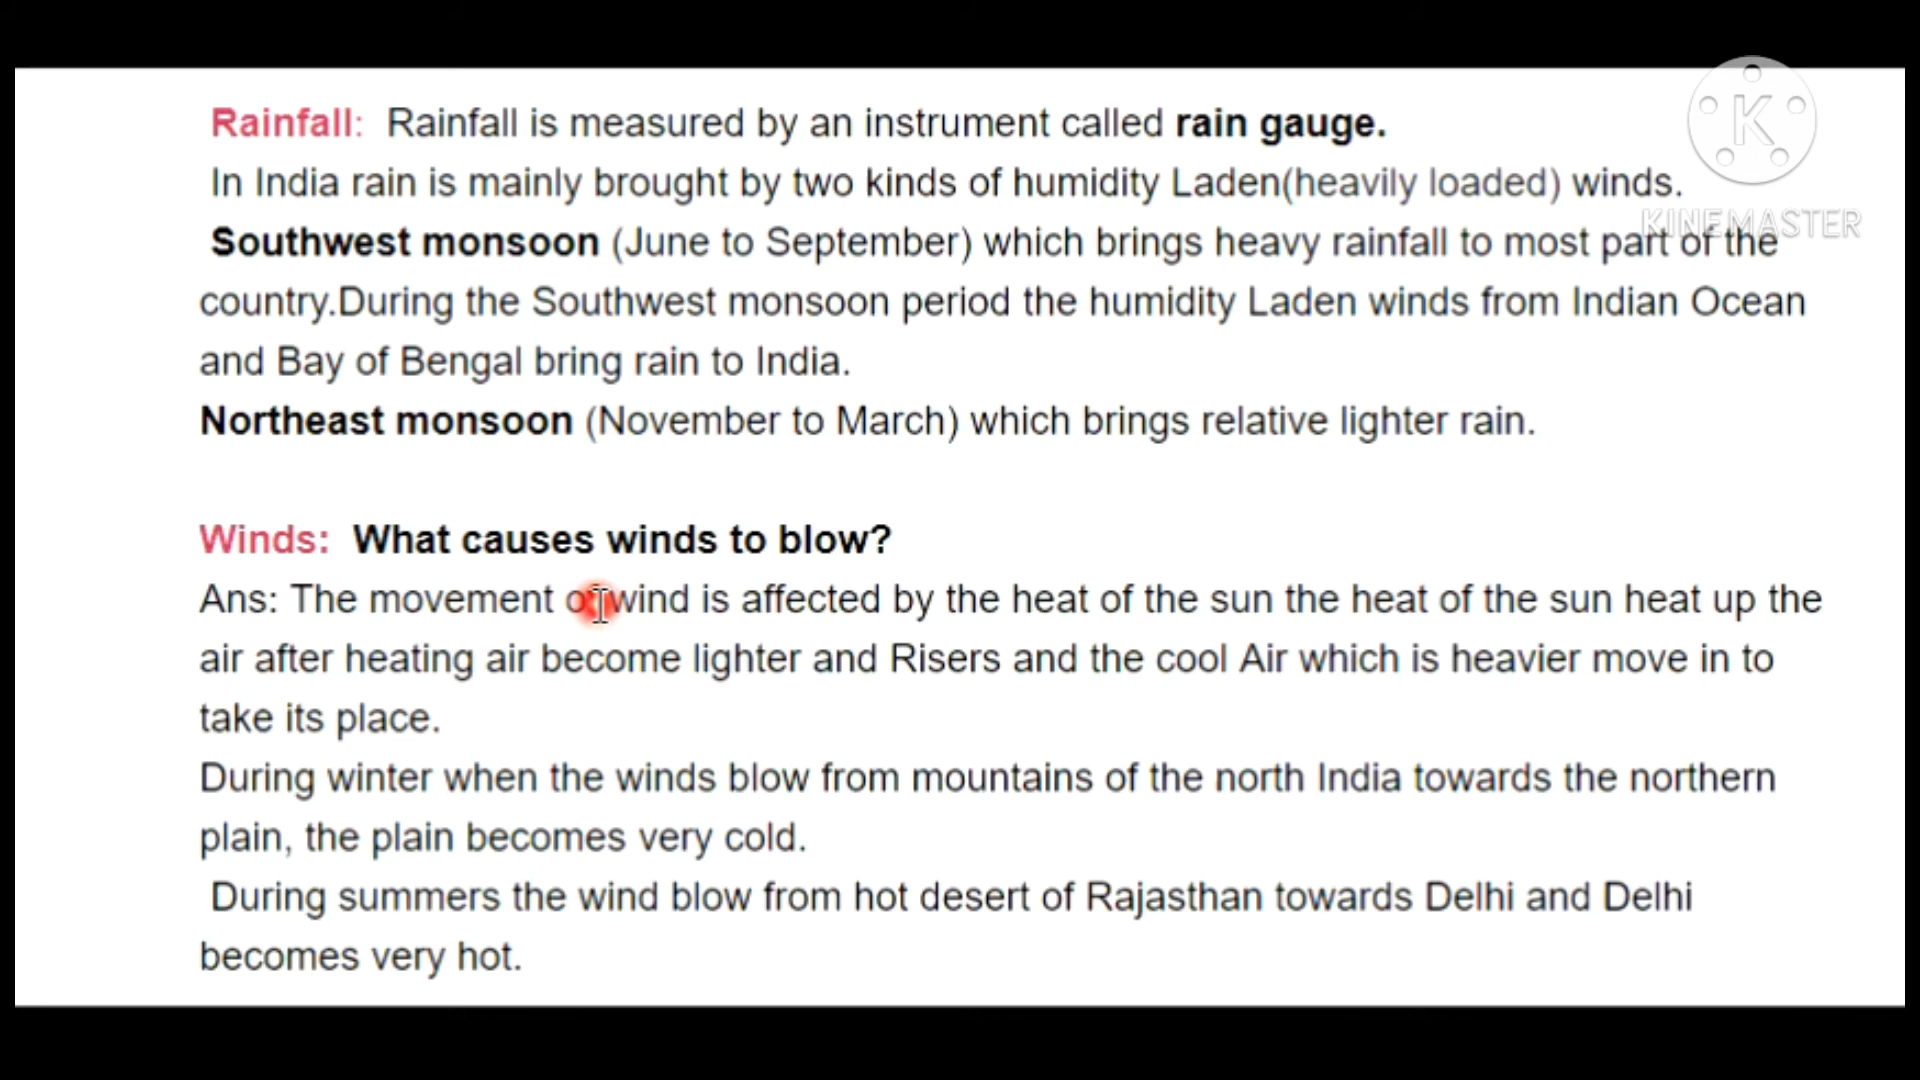 Rainfall: Rainfall is measured by an instrument called rain gauge.
In India rain is mainly brought by two kinds of humidity Laden(heavily loaded) winds.
KINEMASTER
Southwest monsoon (June to September) which brings heavy rainfall to most part of the
country.During the Southwest monsoon period the humidity Laden winds from Indian Ocean
and Bay of Bengal bring rain to India.
Northeast monsoon (November to March) which brings relative lighter rain.
Winds: What causes winds to blow?
Ans: The movement of wind is affected by the heat of the sun the heat of the sun heat up the
air after heating air become lighter and Risers and the cool Air which is heavier move in to
take its place.
During winter when the winds blow from mountains of the north India towards the northern
plain, the plain becomes very cold.
During summers the wind blow from hot desert of Rajasthan towards Delhi and Delhi
becomes very hot.